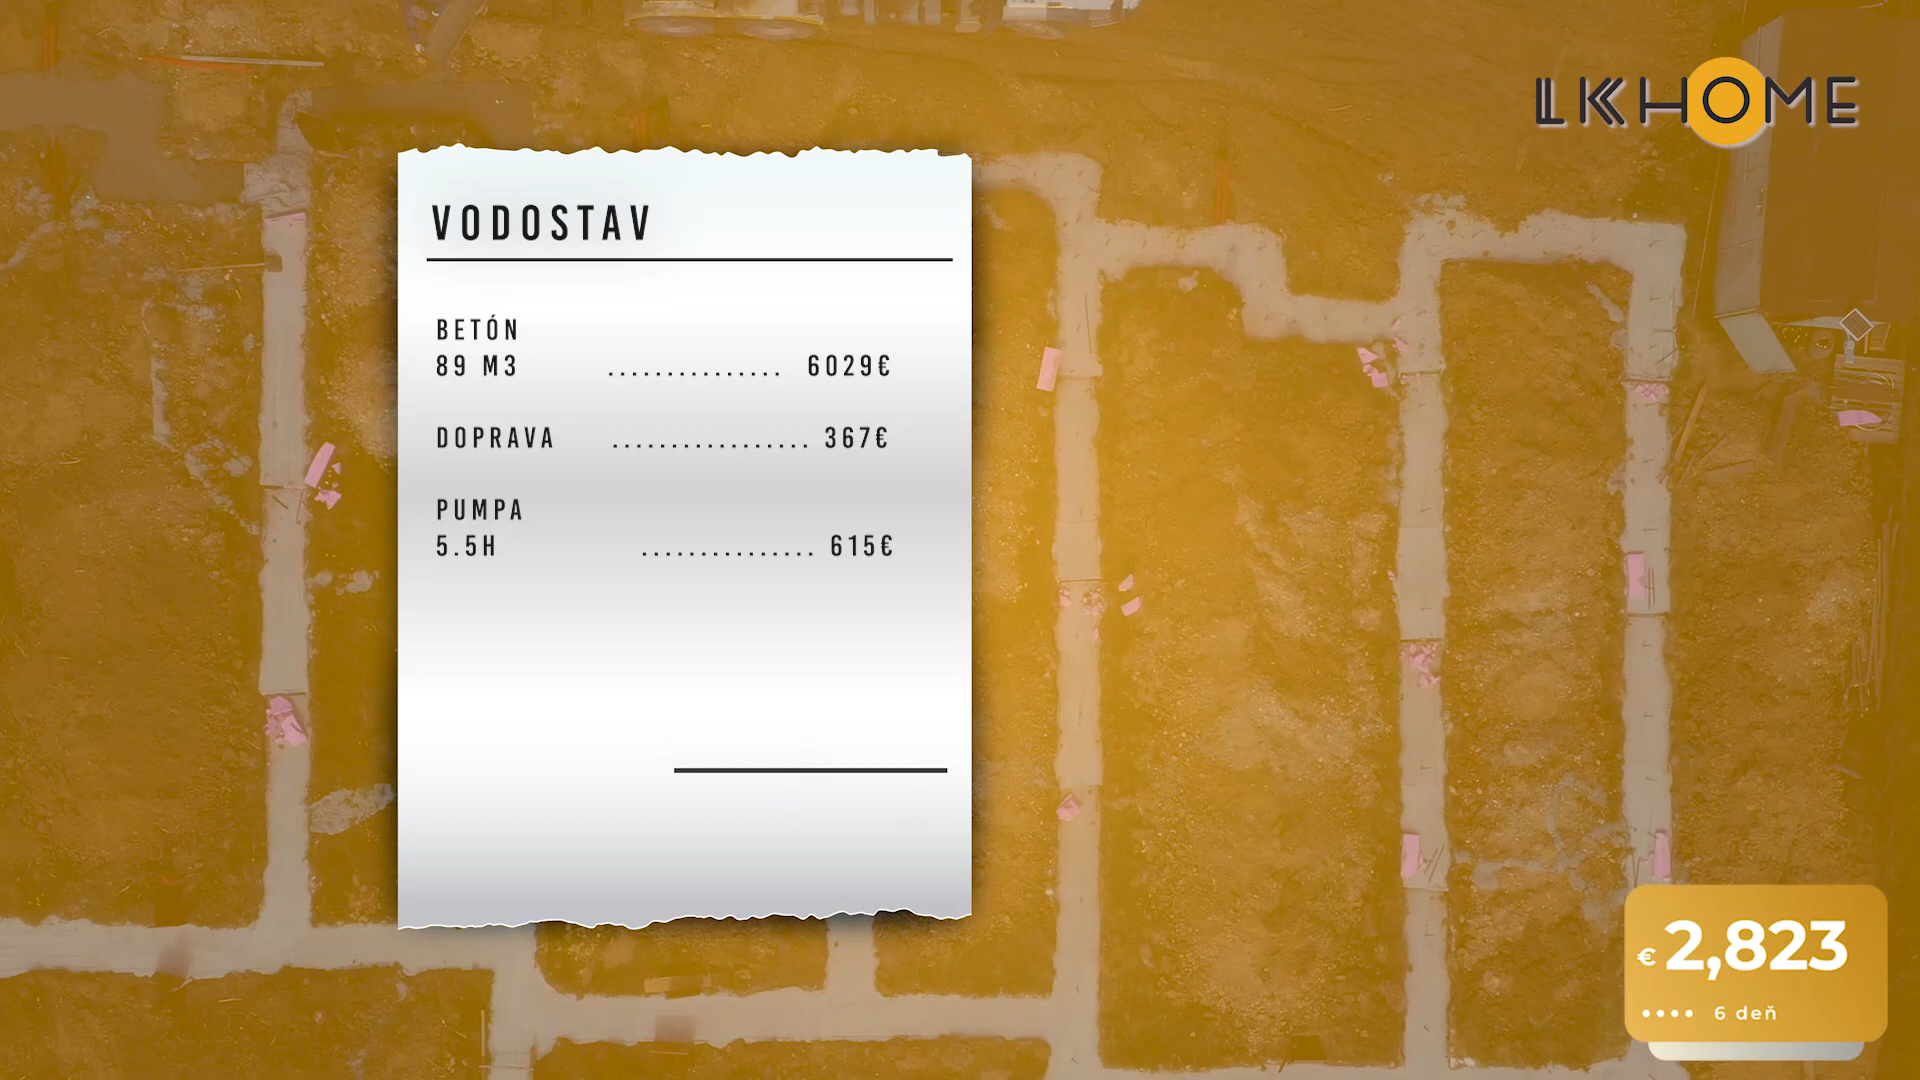 LKHOME
VODOSTAV
BETÓN
89 M3 ............... 6029€
DOPRAVA ................. 367€
PUMPA
5.5H ............... 615€
€ 2,823
•••• 6 deň